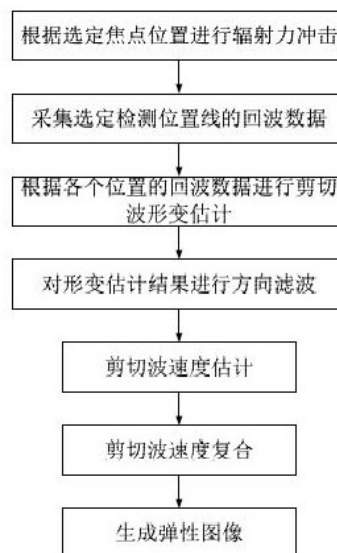 根据选定焦点位置进行辐射力冲击
采集选定检测位置线的回波数据
根据各个位置的回波数据进行剪切
波形变估计
对形变估计结果进行方向滤波
剪切波速度估计
剪切波速度复合
生成弹性图像